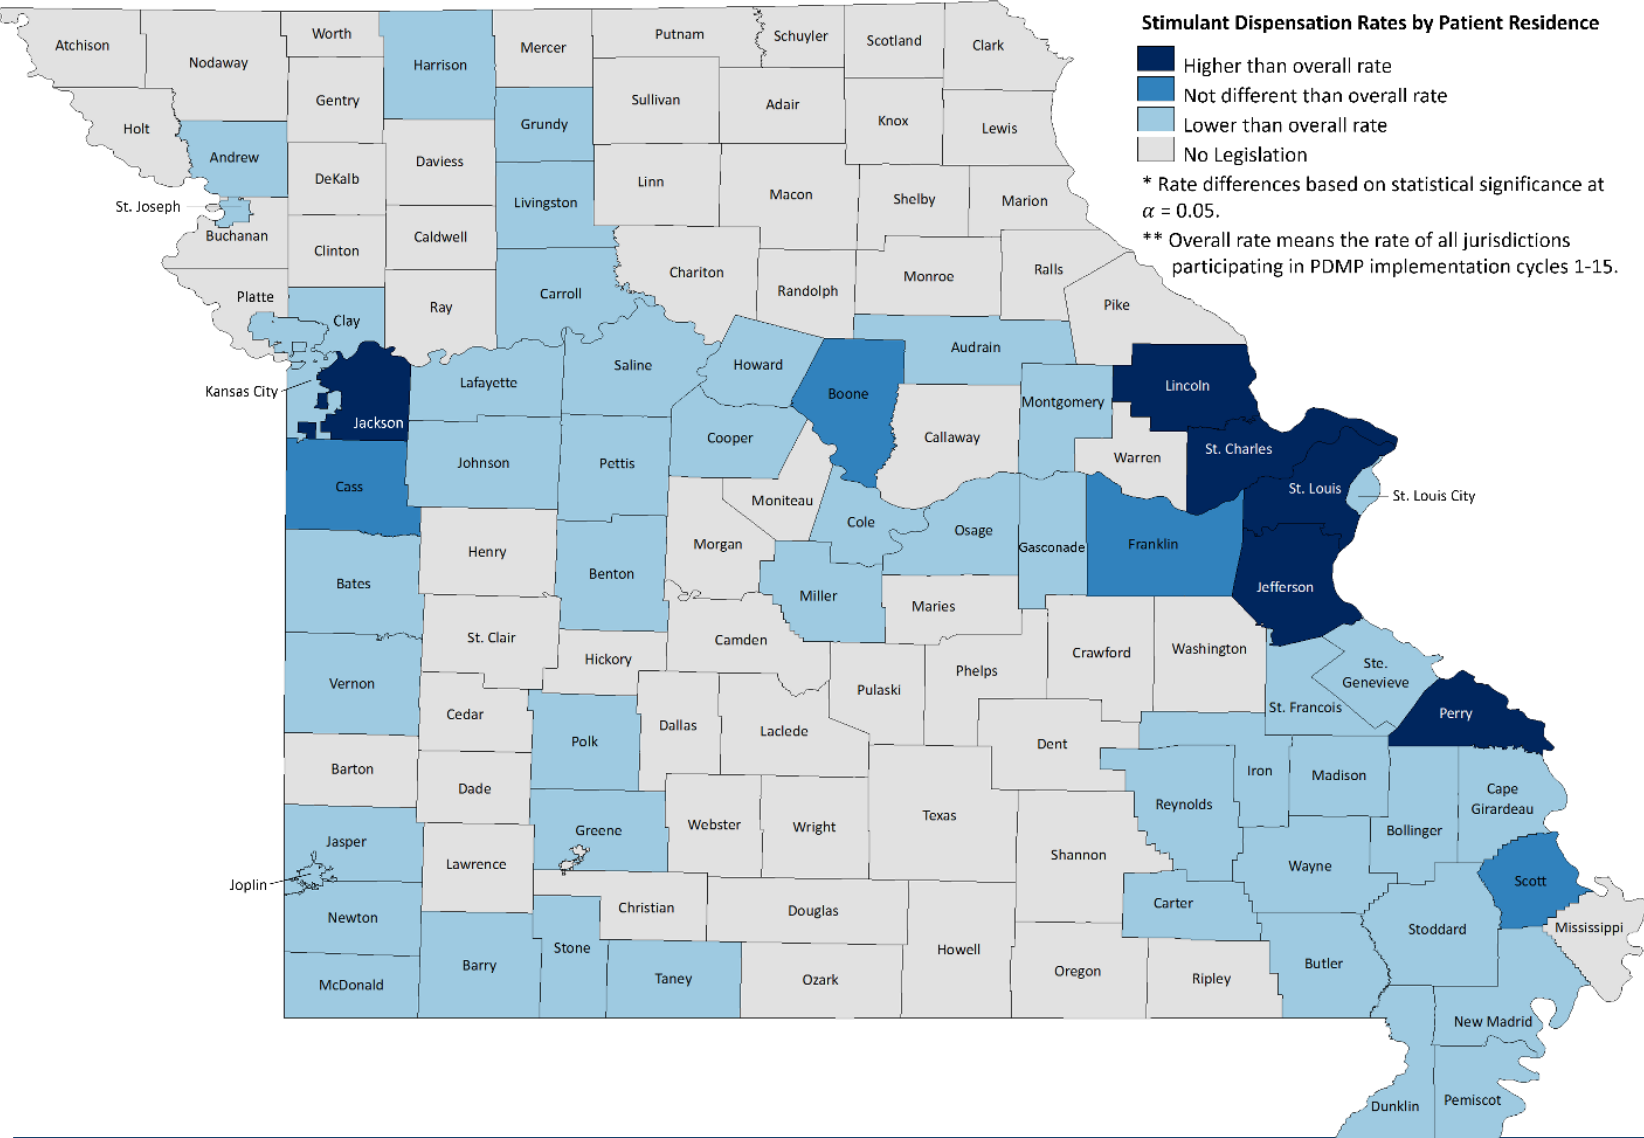 Stimulant Dispensation Rates by Patient Residence
Higher than overall rate
Not different than overall rate
Lower than overall rate
No Legislation
* Rate differences based on statistical significance at
α = 0.05.
** Overall rate means the rate of all jurisdictions
participating in PDMP implementation cycles 1-15.
Atchison
Nodaway
Worth
Harrison
Mercer
Putnam
Schuyler
Scotland
Clark
Gentry
Sullivan
Adair
Knox
Lewis
Holt
Andrew
DeKalb
Daviess
Grundy
Linn
Macon
Shelby
Marion
Livingston
St. Joseph
Buchanan
Clinton
Caldwell
Chariton
Randolph
Monroe
Ralls
Pike
Platte
Clay
Ray
Carroll
Kansas City
Jackson
Lafayette
Saline
Howard
Boone
Audrain
Montgomery
Lincoln
Callaway
Cooper
Warren
St. Charles
St. Louis
St. Louis City
Cass
Johnson
Pettis
Moniteau
Cole
Osage
Gasconade
Franklin
Jefferson
Henry
Morgan
Benton
Miller
Bates
Maries
St. Clair
Camden
Hickory
Pulaski
Phelps
Crawford
Washington
Ste.
Genevieve
St. Francois
Perry
Vernon
Cedar
Polk
Dallas
Laclede
Dent
Iron
Madison
Barton
Dade
Reynolds
Cape
Girardeau
Bollinger
Jasper
Greene
Webster
Wright
Texas
Shannon
Wayne
Scott
Lawrence
Joplin
Newton
Christian
Douglas
Carter
Stoddard
Mississippi
Stone
Howell
Barry
Taney
Ozark
Oregon
Ripley
Butler
McDonald
New Madrid
Dunklin
Pemiscot